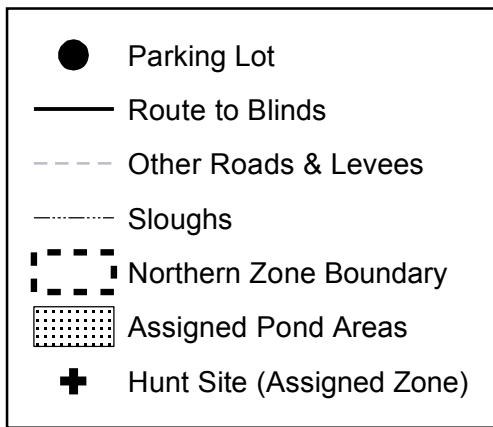 Parking Lot
Route to Blinds
Other Roads & Levees
Sloughs
Northern Zone Boundary
Assigned Pond Areas
Hunt Site (Assigned Zone)